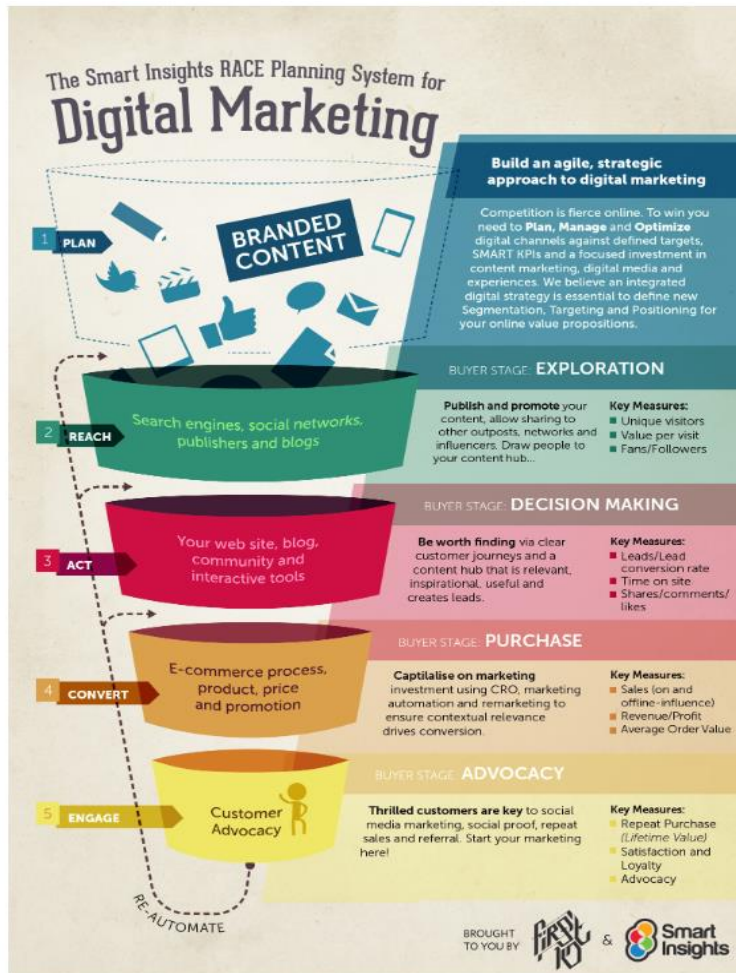 The Smart Insights RACE Planning System for
Digital Marketing
Build an agile, strategic
approach to digital marketing
1 PLAN
BRANDED
CONTENT
Competition is fierce online. To win you
need to Plan, Manage and Optimize
digital channels against defined targets,
SMART KPIs and a focused investment in
content marketing, digital media and
experiences. We believe an integrated
digital strategy is essential to define new
Segmentation, Targeting and Positioning for
your online value propositions.
BUYER STAGE: EXPLORATION
2 REACH
Search engines, social networks,
publishers and blogs
Publish and promote your
content, allow sharing to
other outposts, networks and
influencers. Draw people to
your content hub...
Key Measures:
Unique visitors
Value per visit
Fans/Followers
BUYER STAGE: DECISION MAKING
3 ACT
Your web site, blog,
community and
interactive tools
Be worth finding via clear
customer journeys and a
content hub that is relevant,
inspirational, useful and
creates leads.
Key Measures:
Leads/Lead
conversion rate
Time on site
Shares/comments/
likes
BUYER STAGE: PURCHASE
4 CONVERT
E-commerce process,
product, price
and promotion
Captilalise on marketing
investment using CRO, marketing
automation and remarketing to
ensure contextual relevance
drives conversion.
Key Measures:
Sales (on and
offline-influence)
Revenue/Profit
Average Order Value
BUYER STAGE: ADVOCACY
5 ENGAGE
Customer
Advocacy
Thrilled customers are key to social
media marketing, social proof, repeat
sales and referral. Start your marketing
here!
Key Measures:
Repeat Purchase
(Lifetime Value)
Satisfaction and
Loyalty
Advocacy
RE-AUTOMATE
BROUGHT
TO YOU BY
FIRST
10
&
Smart
Insights